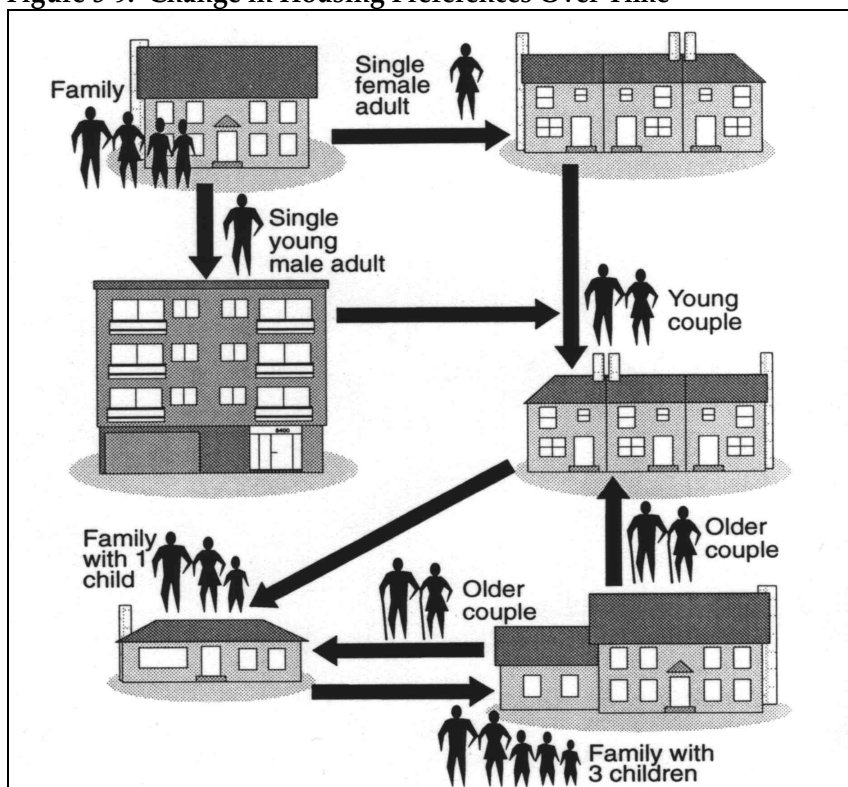 Figure 3-9. Change in Housing Preferences Over Time
Family
Single
female
adult
Single
young
male adult
Young
couple
8400
Family
with 1
child
Older
couple
Older
couple
Family with
3 children